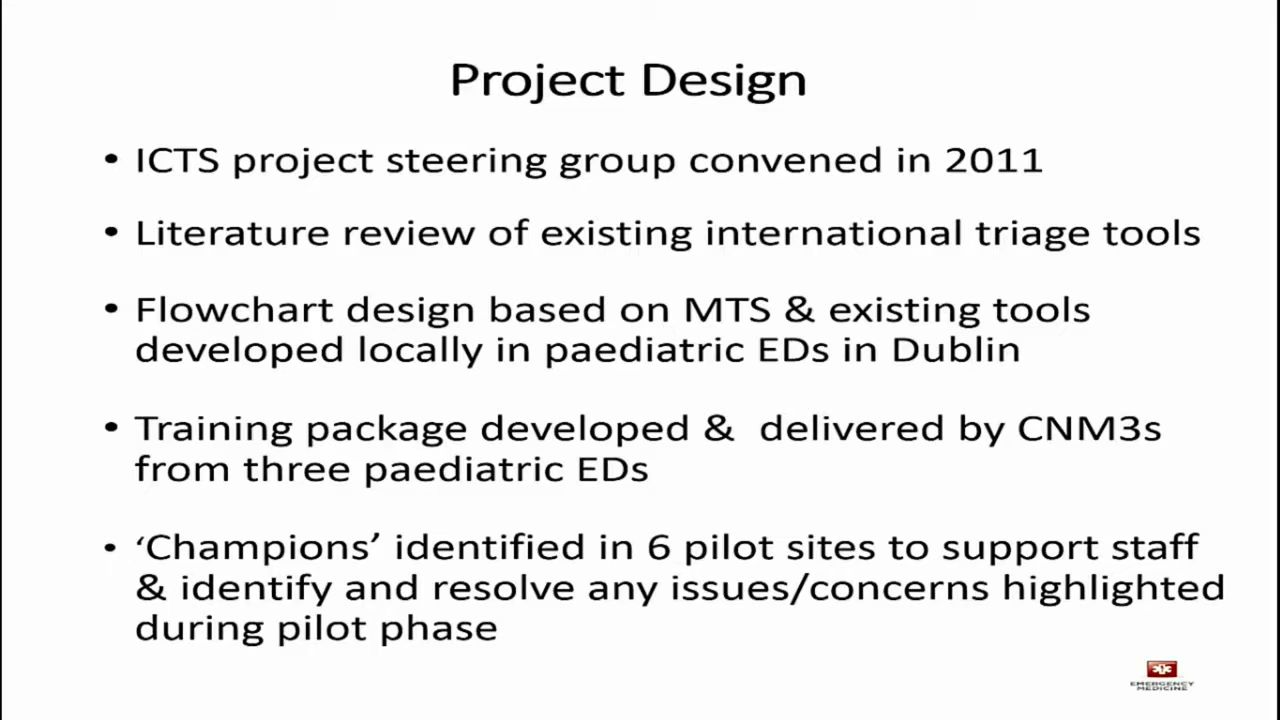 Project Design
• ICTS project steering group convened in 2011
• Literature review of existing international triage tools
• Flowchart design based on MTS & existing tools
developed locally in paediatric EDs in Dublin
• Training package developed &  delivered by CNM3s
from three paediatric EDs
• ‘Champions’ identified in 6 pilot sites to support staff
& identify and resolve any issues/concerns highlighted
during pilot phase
EMERGENCY
MEDICINE